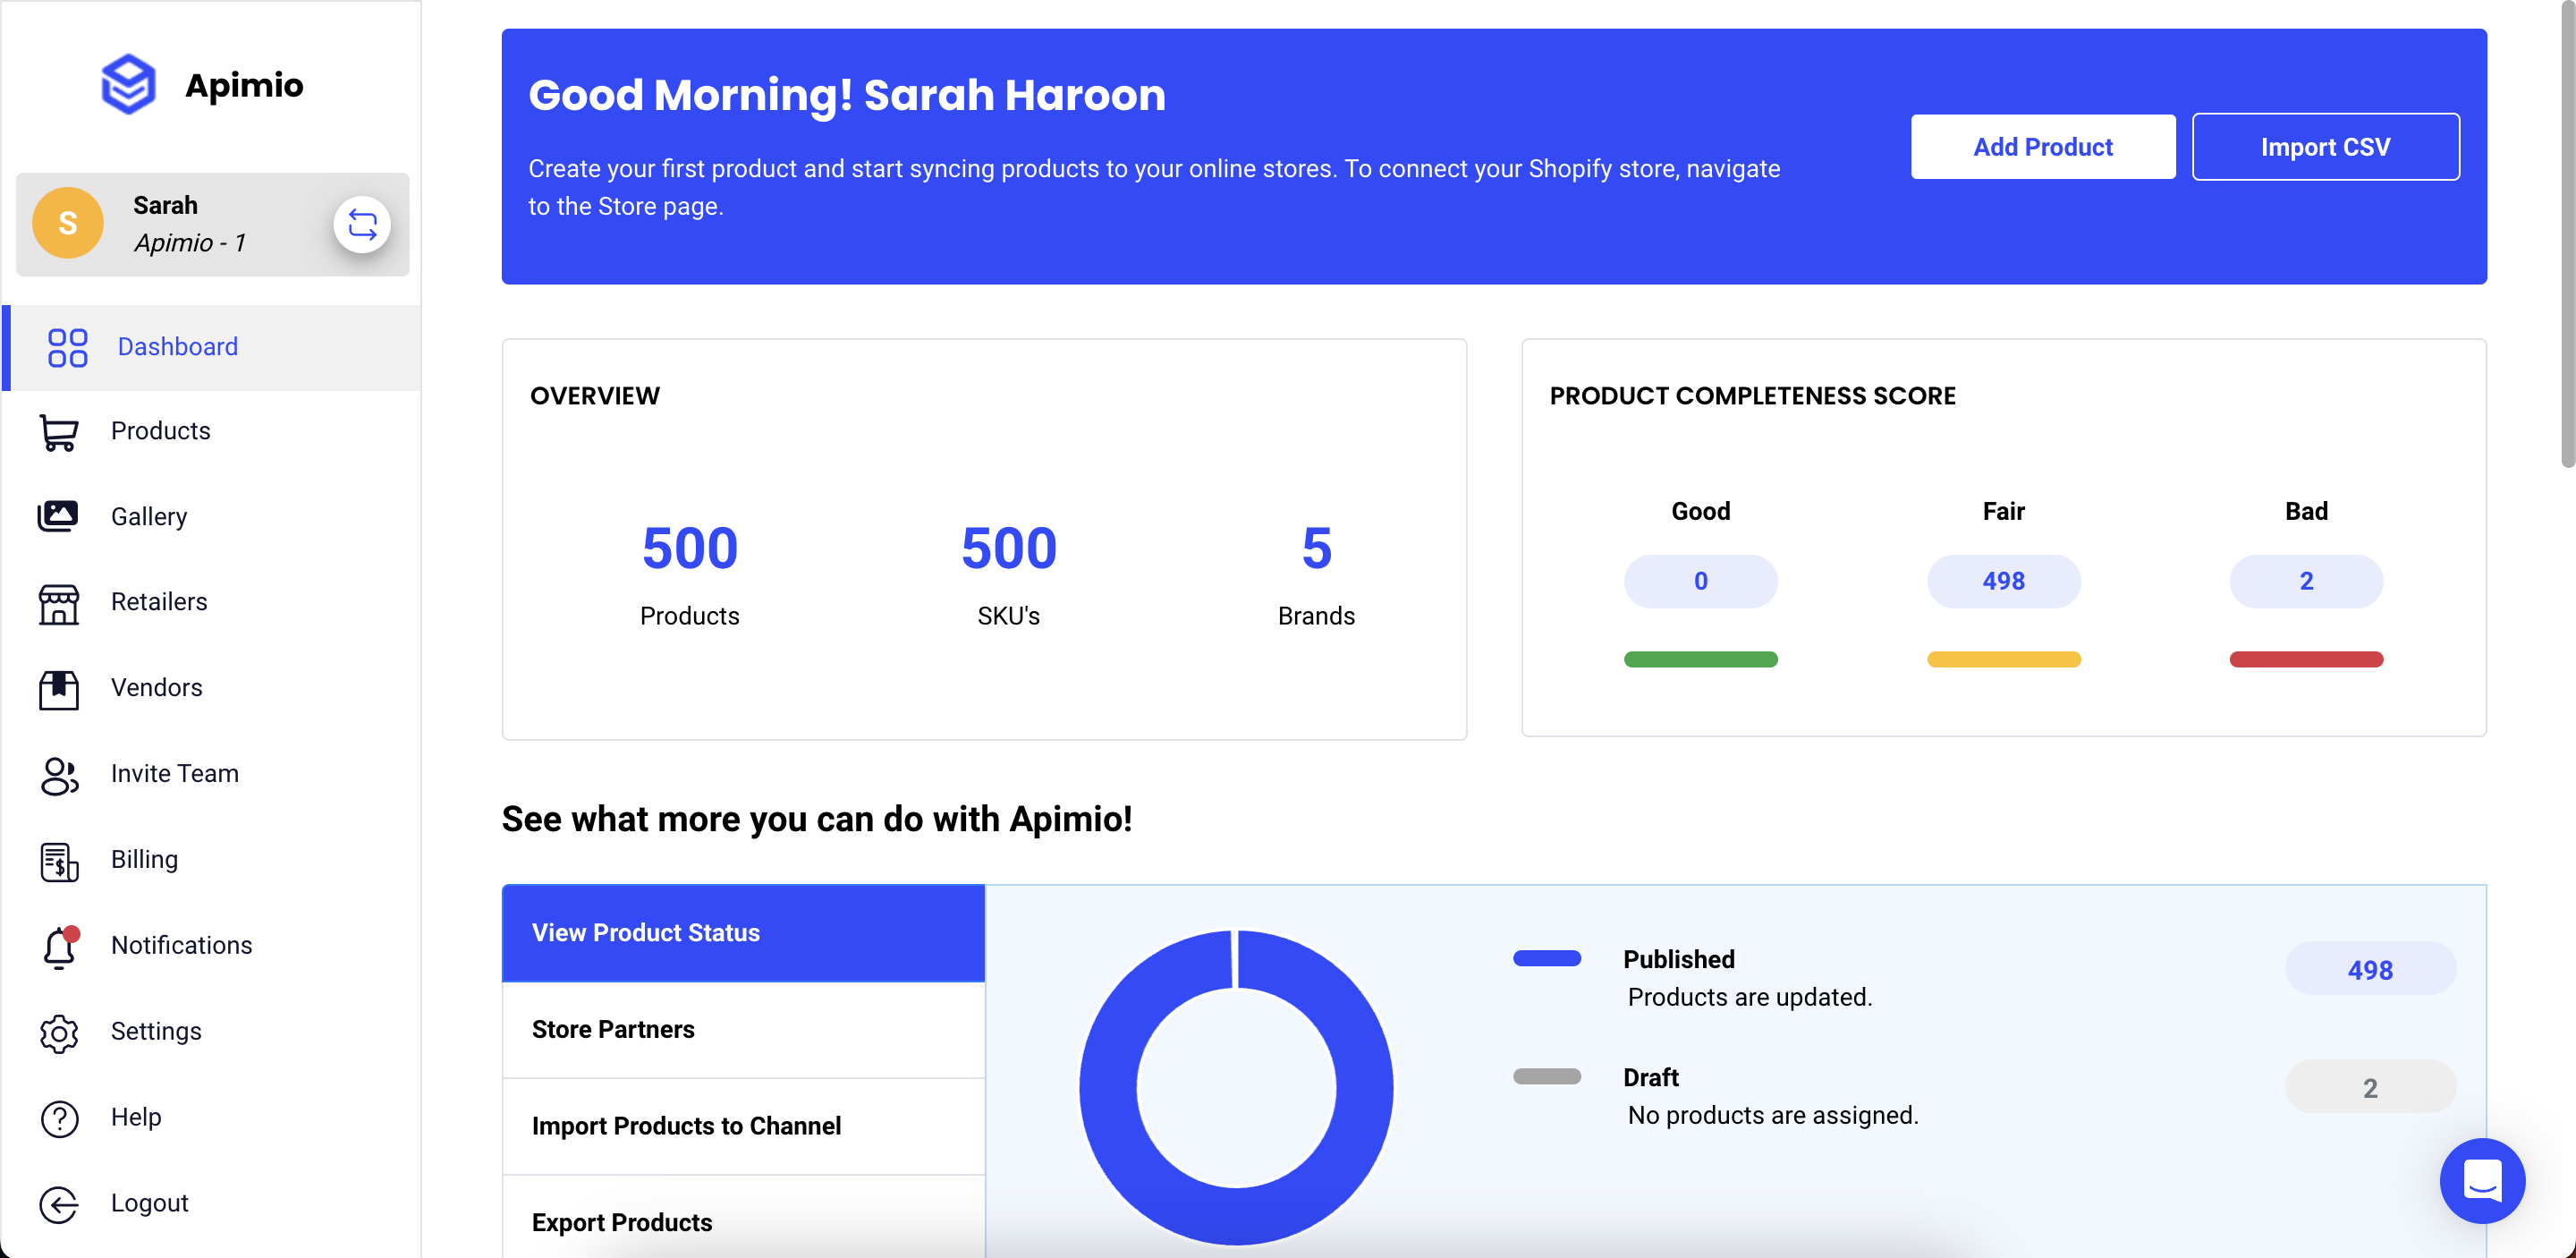 Apimio
S
Sarah
Apimio - 1
Dashboard
Products
Gallery
Retailers
Vendors
Invite Team
Billing
Notifications
Settings
Help
Logout
Good Morning! Sarah Haroon
Create your first product and start syncing products to your online stores. To connect your Shopify store, navigate
to the Store page.
Add Product
Import CSV
OVERVIEW
500
500
5
Products
SKU's
Brands
PRODUCT COMPLETENESS SCORE
Good
Fair
Bad
0
498
2
See what more you can do with Apimio!
View Product Status
Store Partners
Import Products to Channel
Export Products
Published
498
Products are updated.
Draft
2
No products are assigned.